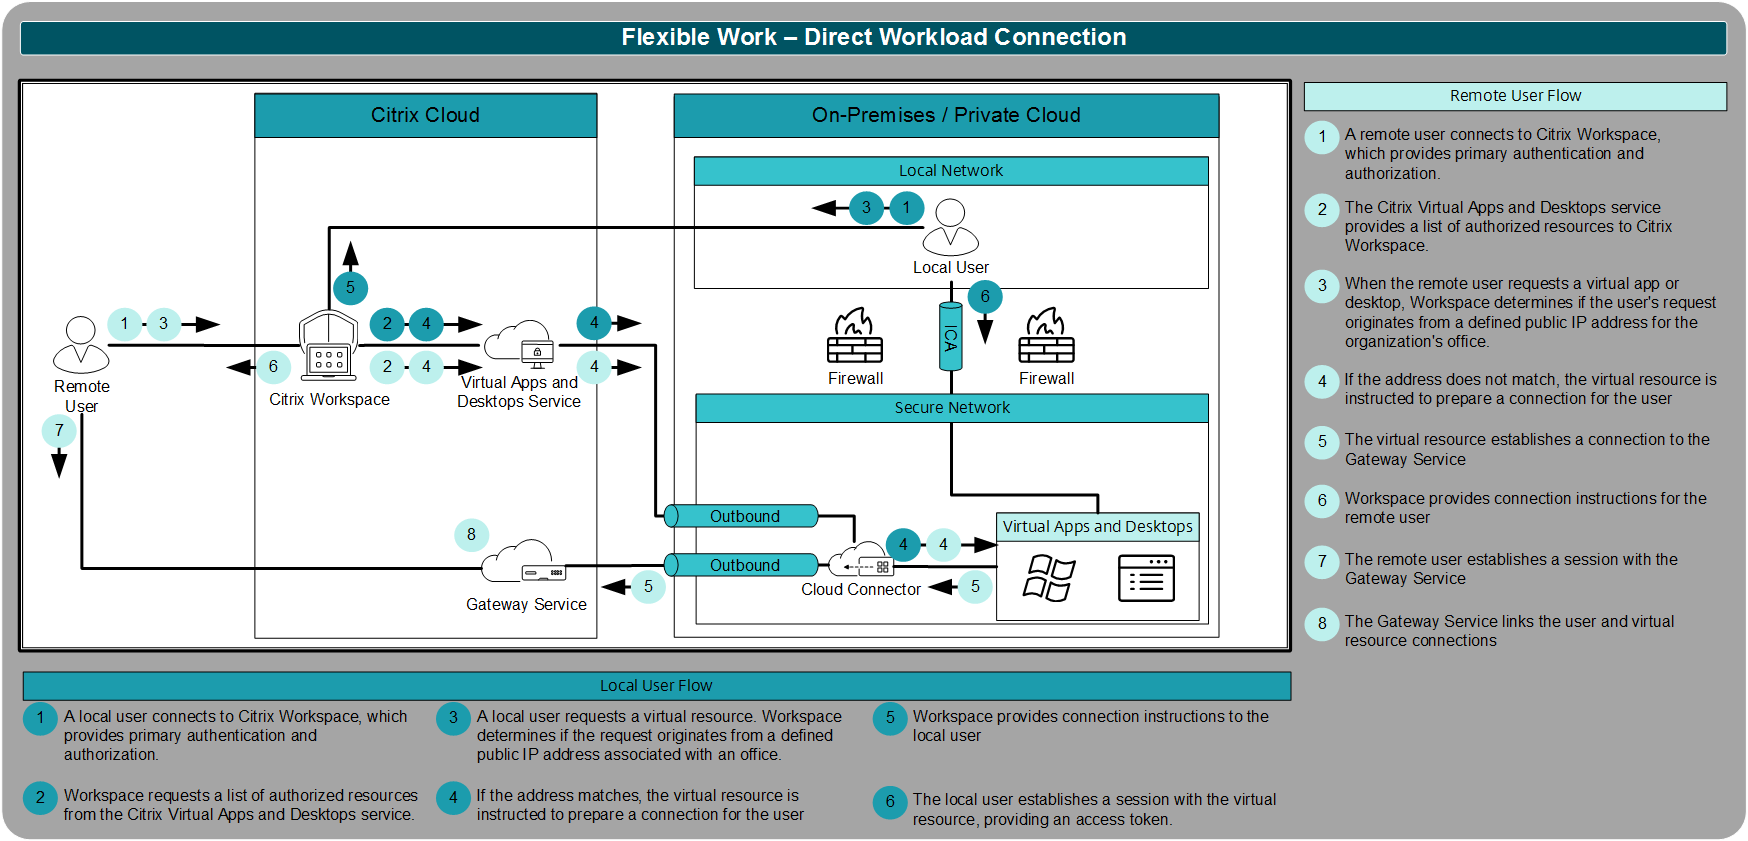 Flexible Work – Direct Workload Connection
Citrix Cloud
On-Premises / Private Cloud
Local Network
3
1
Local User
5
6
ICA
Firewall
Firewall
1
3
2
4
4
6
2
4
4
Remote
User
Citrix Workspace
Virtual Apps and
Desktops Service
7
Secure Network
Outbound
Outbound
8
Gateway Service
5
Cloud Connector
4
4
5
Virtual Apps and Desktops
Remote User Flow
1
A remote user connects to Citrix Workspace,
which provides primary authentication and
authorization.
2
The Citrix Virtual Apps and Desktops service
provides a list of authorized resources to Citrix
Workspace.
3
When the remote user requests a virtual app or
desktop, Workspace determines if the user's request
originates from a defined public IP address for the
organization's office.
4
If the address does not match, the virtual resource is
instructed to prepare a connection for the user
5
The virtual resource establishes a connection to the
Gateway Service
6
Workspace provides connection instructions for the
remote user
7
The remote user establishes a session with the
Gateway Service
8
The Gateway Service links the user and virtual
resource connections
Local User Flow
1
A local user connects to Citrix Workspace, which
provides primary authentication and
authorization.
2
Workspace requests a list of authorized resources
from the Citrix Virtual Apps and Desktops service.
3
A local user requests a virtual resource. Workspace
determines if the request originates from a defined
public IP address associated with an office.
4
If the address matches, the virtual resource is
instructed to prepare a connection for the user
5
Workspace provides connection instructions to the
local user
6
The local user establishes a session with the virtual
resource, providing an access token.